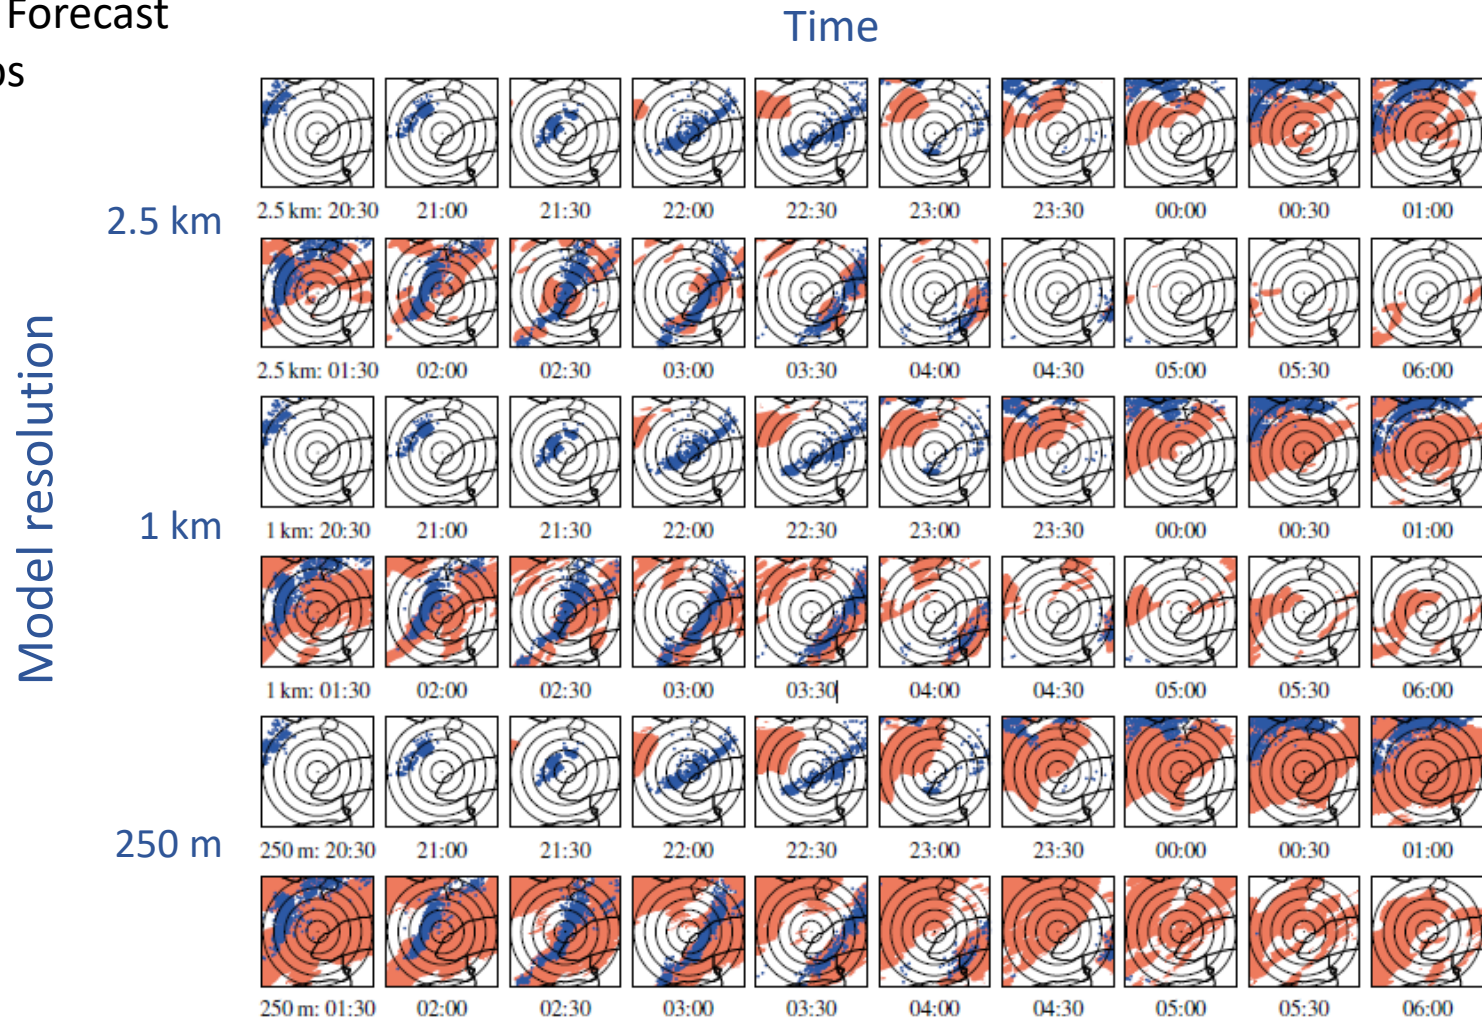 Forecast
ps
Time
2.5 km: 20:30 21:00 21:30 22:00 22:30 23:00 23:30 00:00 00:30 01:00
2.5 km
2.5 km: 01:30 02:00 02:30 03:00 03:30 04:00 04:30 05:00 05:30 06:00
Model resolution
1 km: 20:30 21:00 21:30 22:00 22:30 23:00 23:30 00:00 00:30 01:00
1 km
1 km: 01:30 02:00 02:30 03:00 03:30 04:00 04:30 05:00 05:30 06:00
250 m: 20:30 21:00 21:30 22:00 22:30 23:00 23:30 00:00 00:30 01:00
250 m
250 m: 01:30 02:00 02:30 03:00 03:30 04:00 04:30 05:00 05:30 06:00